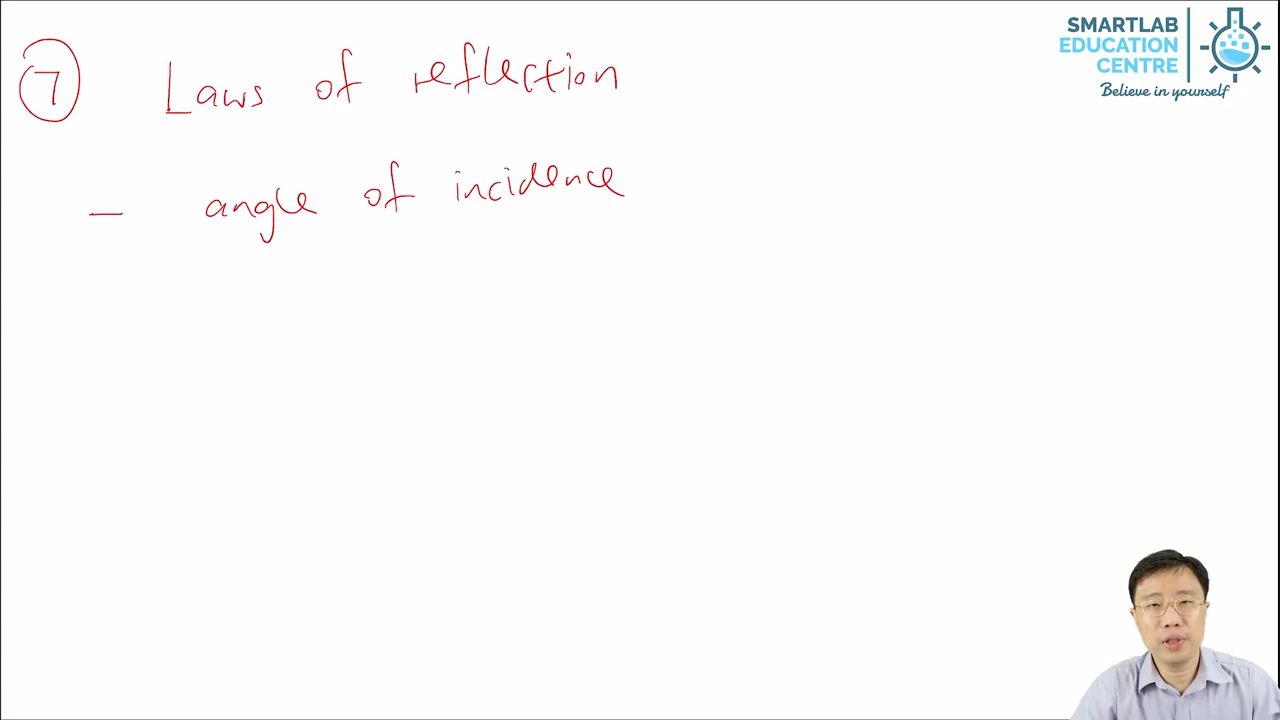 SMARTLAB
EDUCATION
CENTRE
Believe in yourself
7 Laws of reflection
— angle of incidence